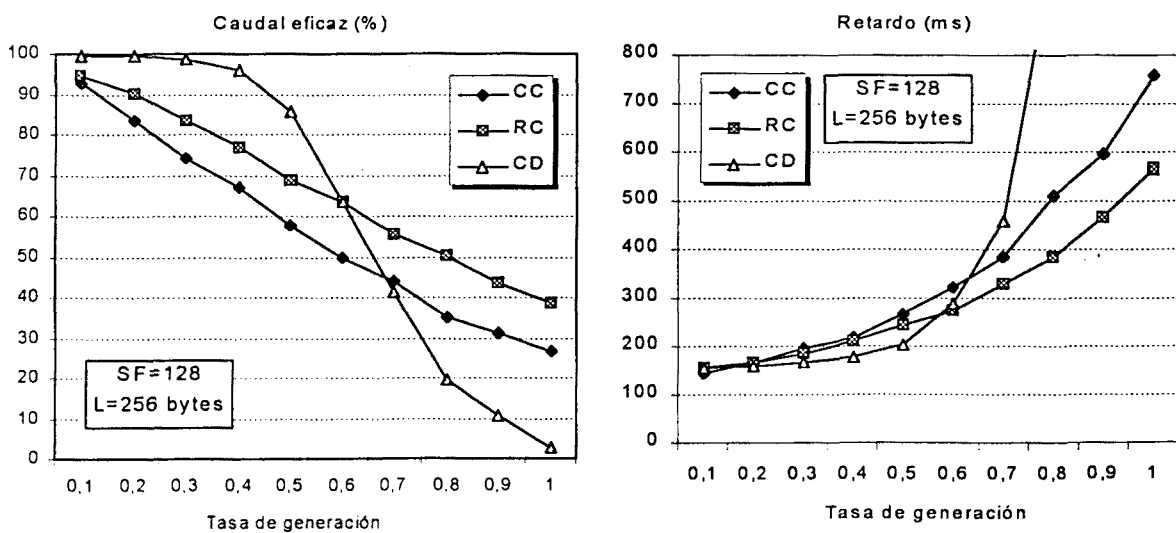 Caudal eficaz (%)
100
90
80
70
60
50
40
30
20
10
0
CC
RC
CD
SF=128
L=256 bytes
0,1 0,2 0,3 0,4 0,5 0,6 0,7 0,8 0,9 1
Tasa de generación
Retardo (ms)
800
700
600
500
400
300
200
100
0
CC
RC
CD
SF=128
L=256 bytes
0,1 0,2 0,3 0,4 0,5 0,6 0,7 0,8 0,9 1
Tasa de generación